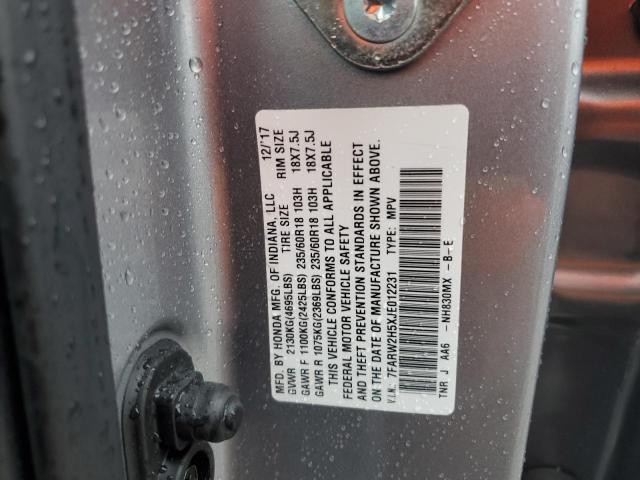 MFD. BY HONDA MFG. OF INDIANA, LLC 12/'17
GVWR 2130KG(4695LBS) TIRE SIZE RIM SIZE
GAWR F 1100KG(2425LBS) 235/60R18 103H 18X7.5J
GAWR R 1075KG(2369LBS) 235/60R18 103H 18X7.5J
THIS VEHICLE CONFORMS TO ALL APPLICABLE
FEDERAL MOTOR VEHICLE SAFETY
AND THEFT PREVENTION STANDARDS IN EFFECT
ON THE DATE OF MANUFACTURE SHOWN ABOVE.
V.I.N. 7FARW2H5XJE012231 TYPE: MPV
TNR J AA6 -NH830MX -B-E